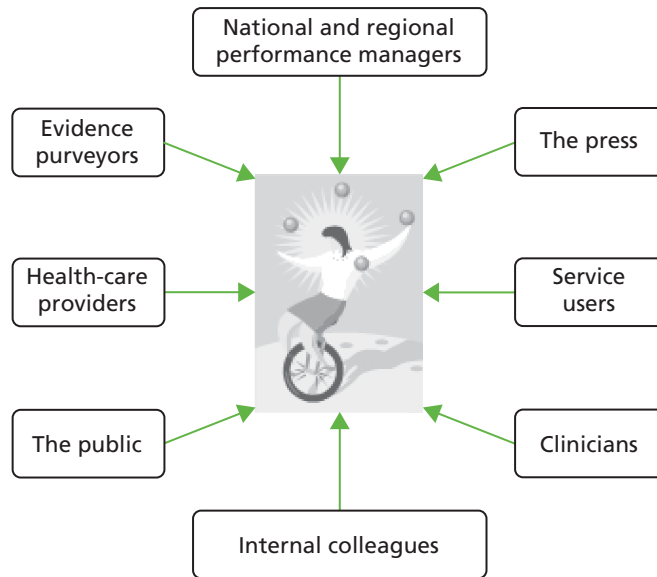 National and regional
performance managers
Evidence
purveyors
The press
Health-care
providers
Service
users
The public
Clinicians
Internal colleagues